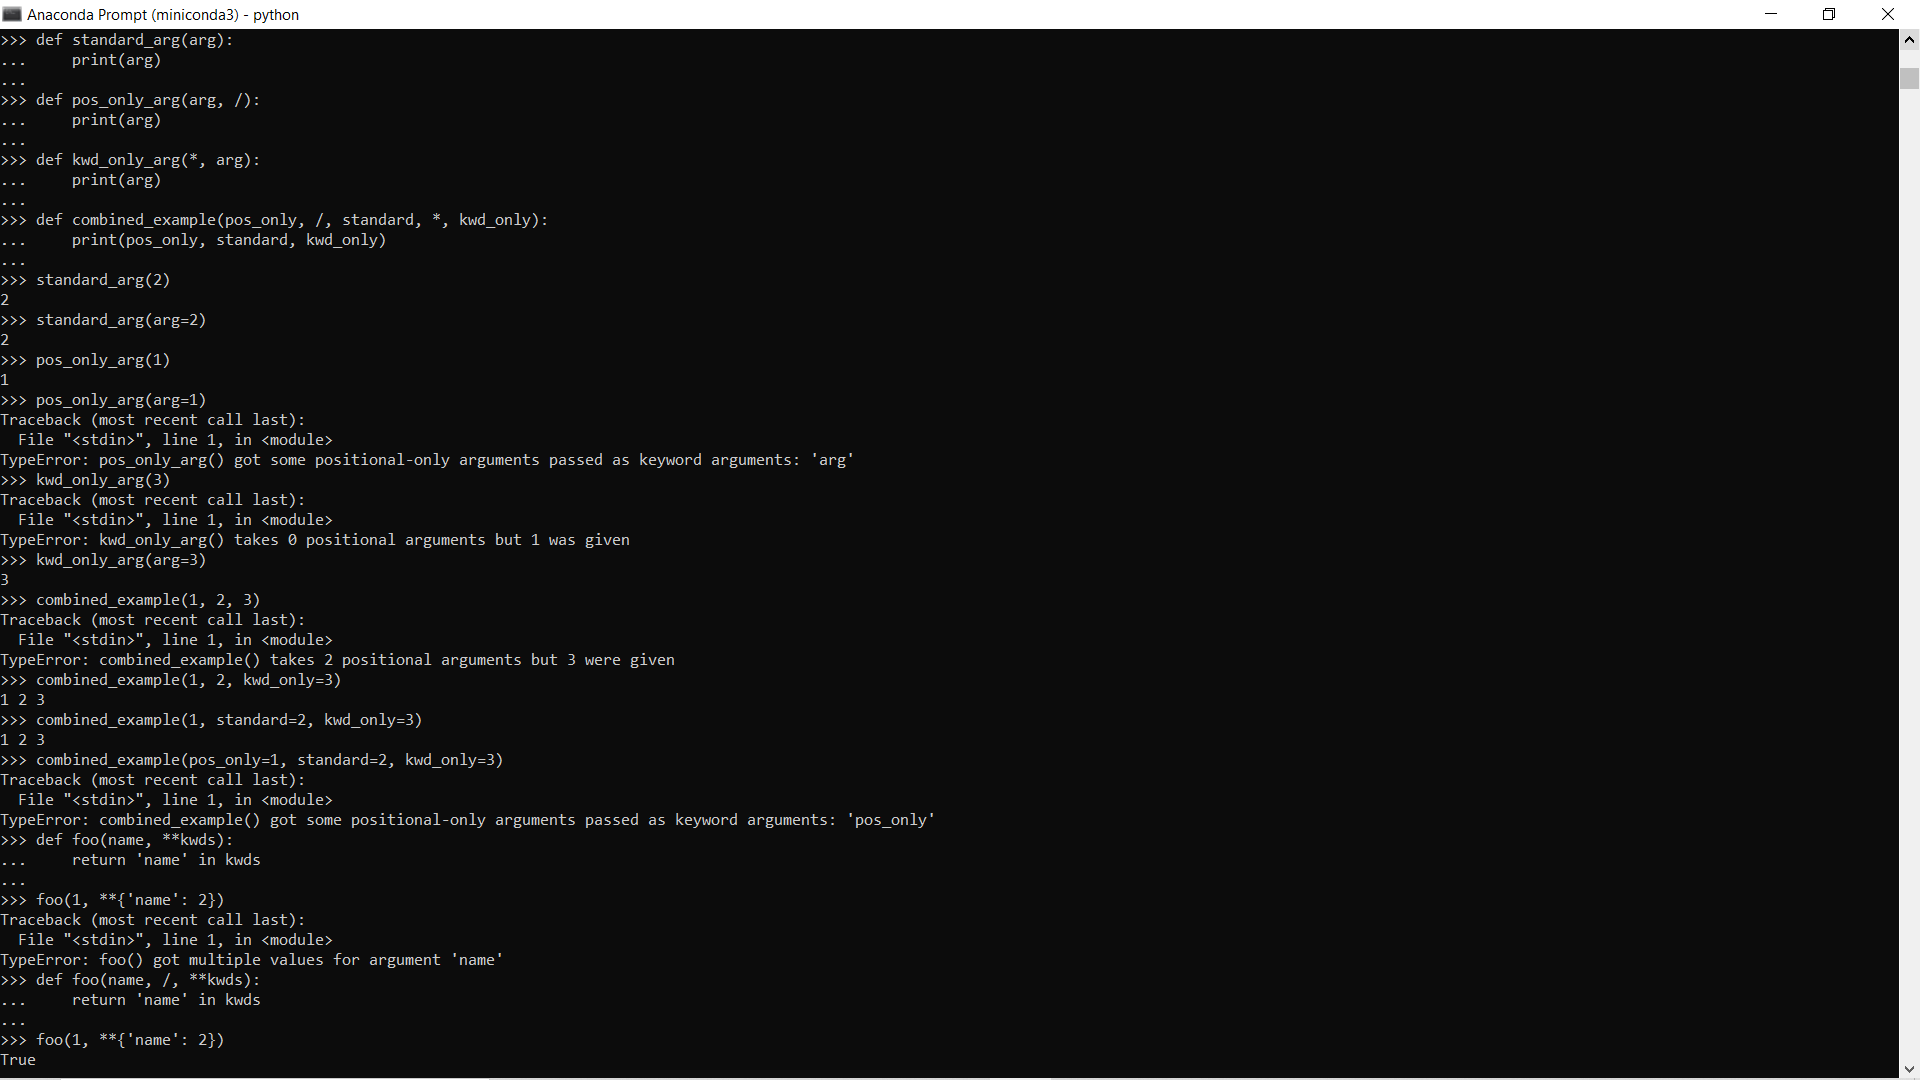 Anaconda Prompt (miniconda3) - python
>>> def standard_arg(arg):
...     print(arg)
...
>>> def pos_only_arg(arg, /):
...     print(arg)
...
>>> def kwd_only_arg(*, arg):
...     print(arg)
...
>>> def combined_example(pos_only, /, standard, *, kwd_only):
...     print(pos_only, standard, kwd_only)
...
>>> standard_arg(2)
2
>>> standard_arg(arg=2)
2
>>> pos_only_arg(1)
1
>>> pos_only_arg(arg=1)
Traceback (most recent call last):
  File "<stdin>", line 1, in <module>
TypeError: pos_only_arg() got some positional-only arguments passed as keyword arguments: 'arg'
>>> kwd_only_arg(3)
Traceback (most recent call last):
  File "<stdin>", line 1, in <module>
TypeError: kwd_only_arg() takes 0 positional arguments but 1 was given
>>> kwd_only_arg(arg=3)
3
>>> combined_example(1, 2, 3)
Traceback (most recent call last):
  File "<stdin>", line 1, in <module>
TypeError: combined_example() takes 2 positional arguments but 3 were given
>>> combined_example(1, 2, kwd_only=3)
1 2 3
>>> combined_example(1, standard=2, kwd_only=3)
1 2 3
>>> combined_example(pos_only=1, standard=2, kwd_only=3)
Traceback (most recent call last):
  File "<stdin>", line 1, in <module>
TypeError: combined_example() got some positional-only arguments passed as keyword arguments: 'pos_only'
>>> def foo(name, **kwds):
...     return 'name' in kwds
...
>>> foo(1, **{'name': 2})
Traceback (most recent call last):
  File "<stdin>", line 1, in <module>
TypeError: foo() got multiple values for argument 'name'
>>> def foo(name, /, **kwds):
...     return 'name' in kwds
...
>>> foo(1, **{'name': 2})
True